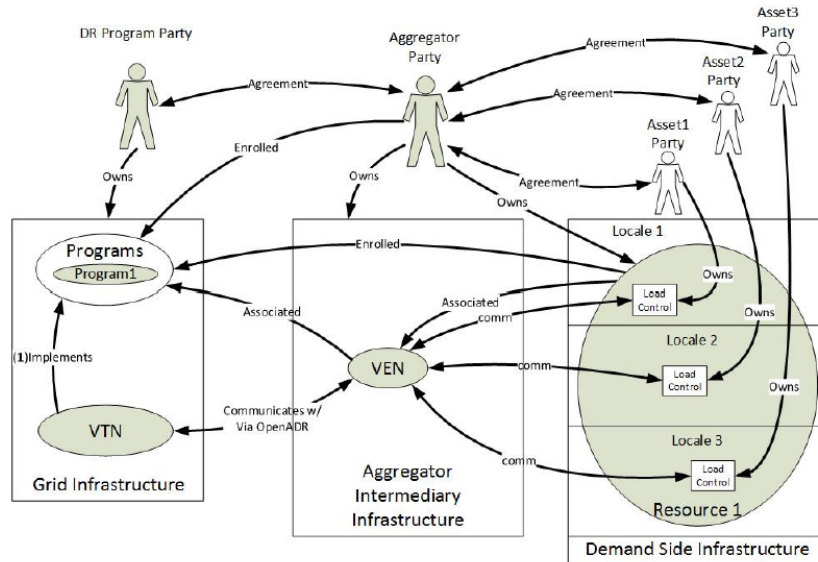 DR Program Party
Aggregator
Party
Asset3
Party
Asset2
Party
Asset1
Party
Agreement
Agreement
Agreement
Agreement
Enrolled
Owns
Owns
Owns
Locale 1
Programs
Program1
Enrolled
Owns
Associated
comm
Load
Control
Associated
Owns
Locale 2
(1)Implements
VEN
comm
Load
Control
Owns
VTN
Communicates w/
Via OpenADR
Locale 3
comm
Load
Control
Grid Infrastructure
Aggregator
Intermediary
Infrastructure
Resource 1
Demand Side Infrastructure